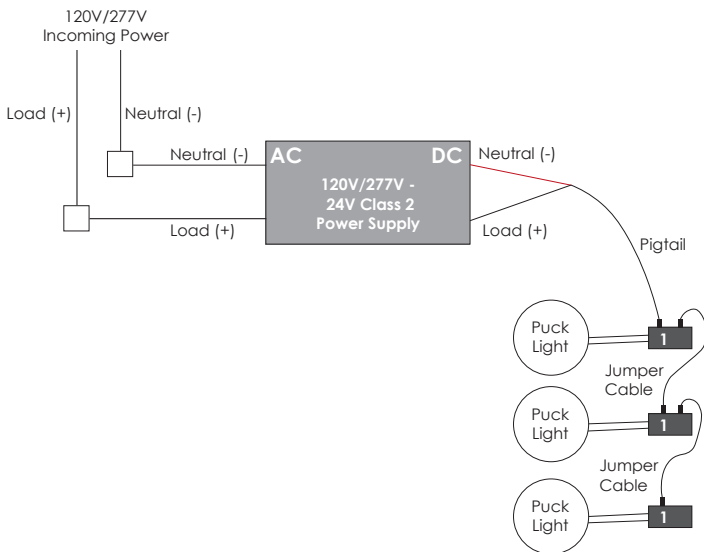 120V/277V
Incoming Power
Load (+)
Neutral (-)
Neutral (-)
Load (+)
AC
DC
120V/277V -
24V Class 2
Power Supply
Neutral (-)
Load (+)
Pigtail
Puck
Light
1
Jumper
Cable
Puck
Light
1
Jumper
Cable
Puck
Light
1